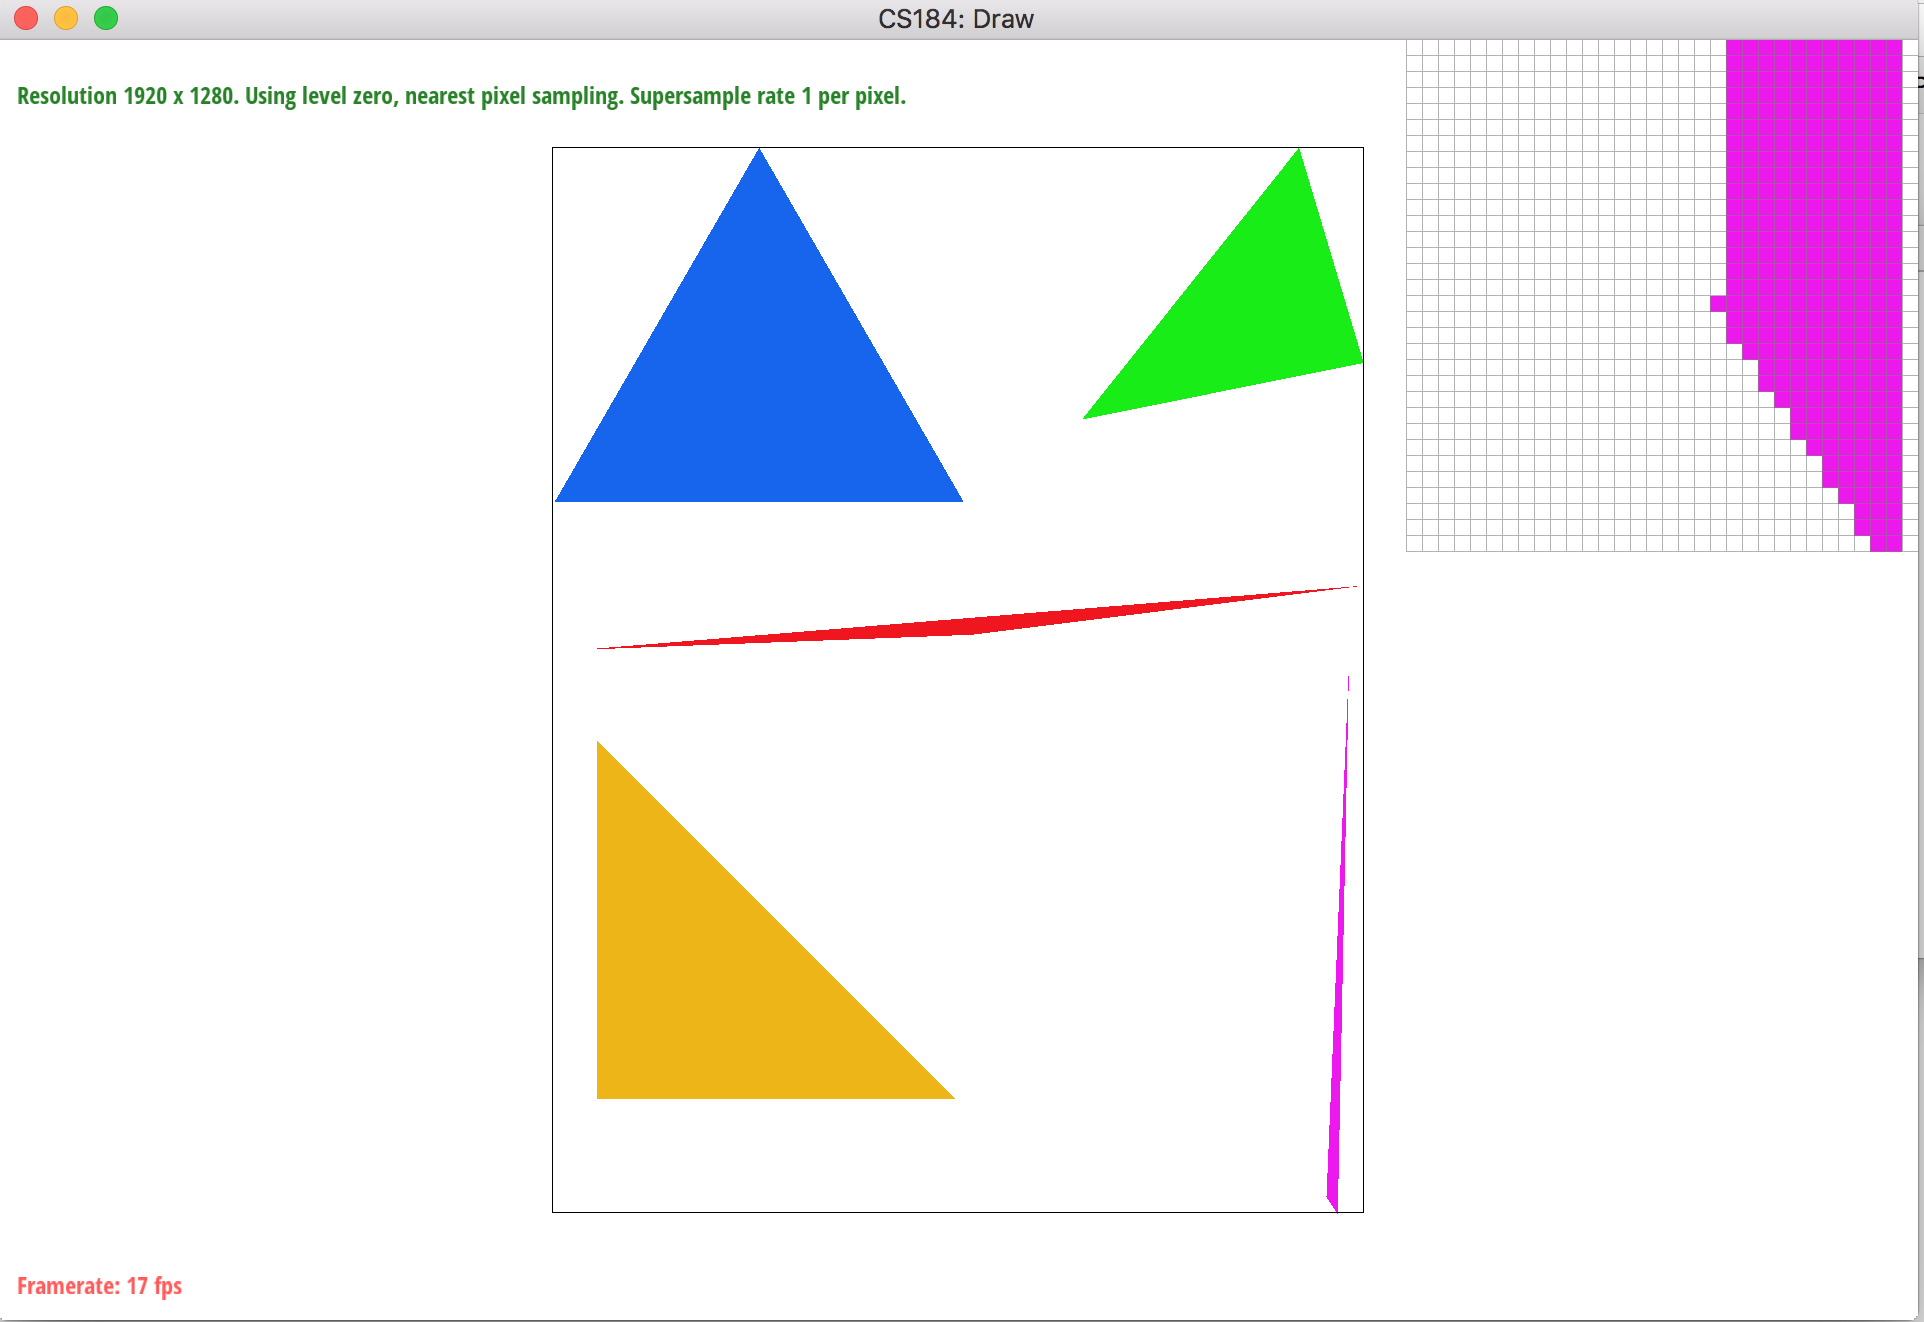 CS184: Draw
Resolution 1920 x 1280. Using level zero, nearest pixel sampling. Supersample rate 1 per pixel.
Framerate: 17 fps